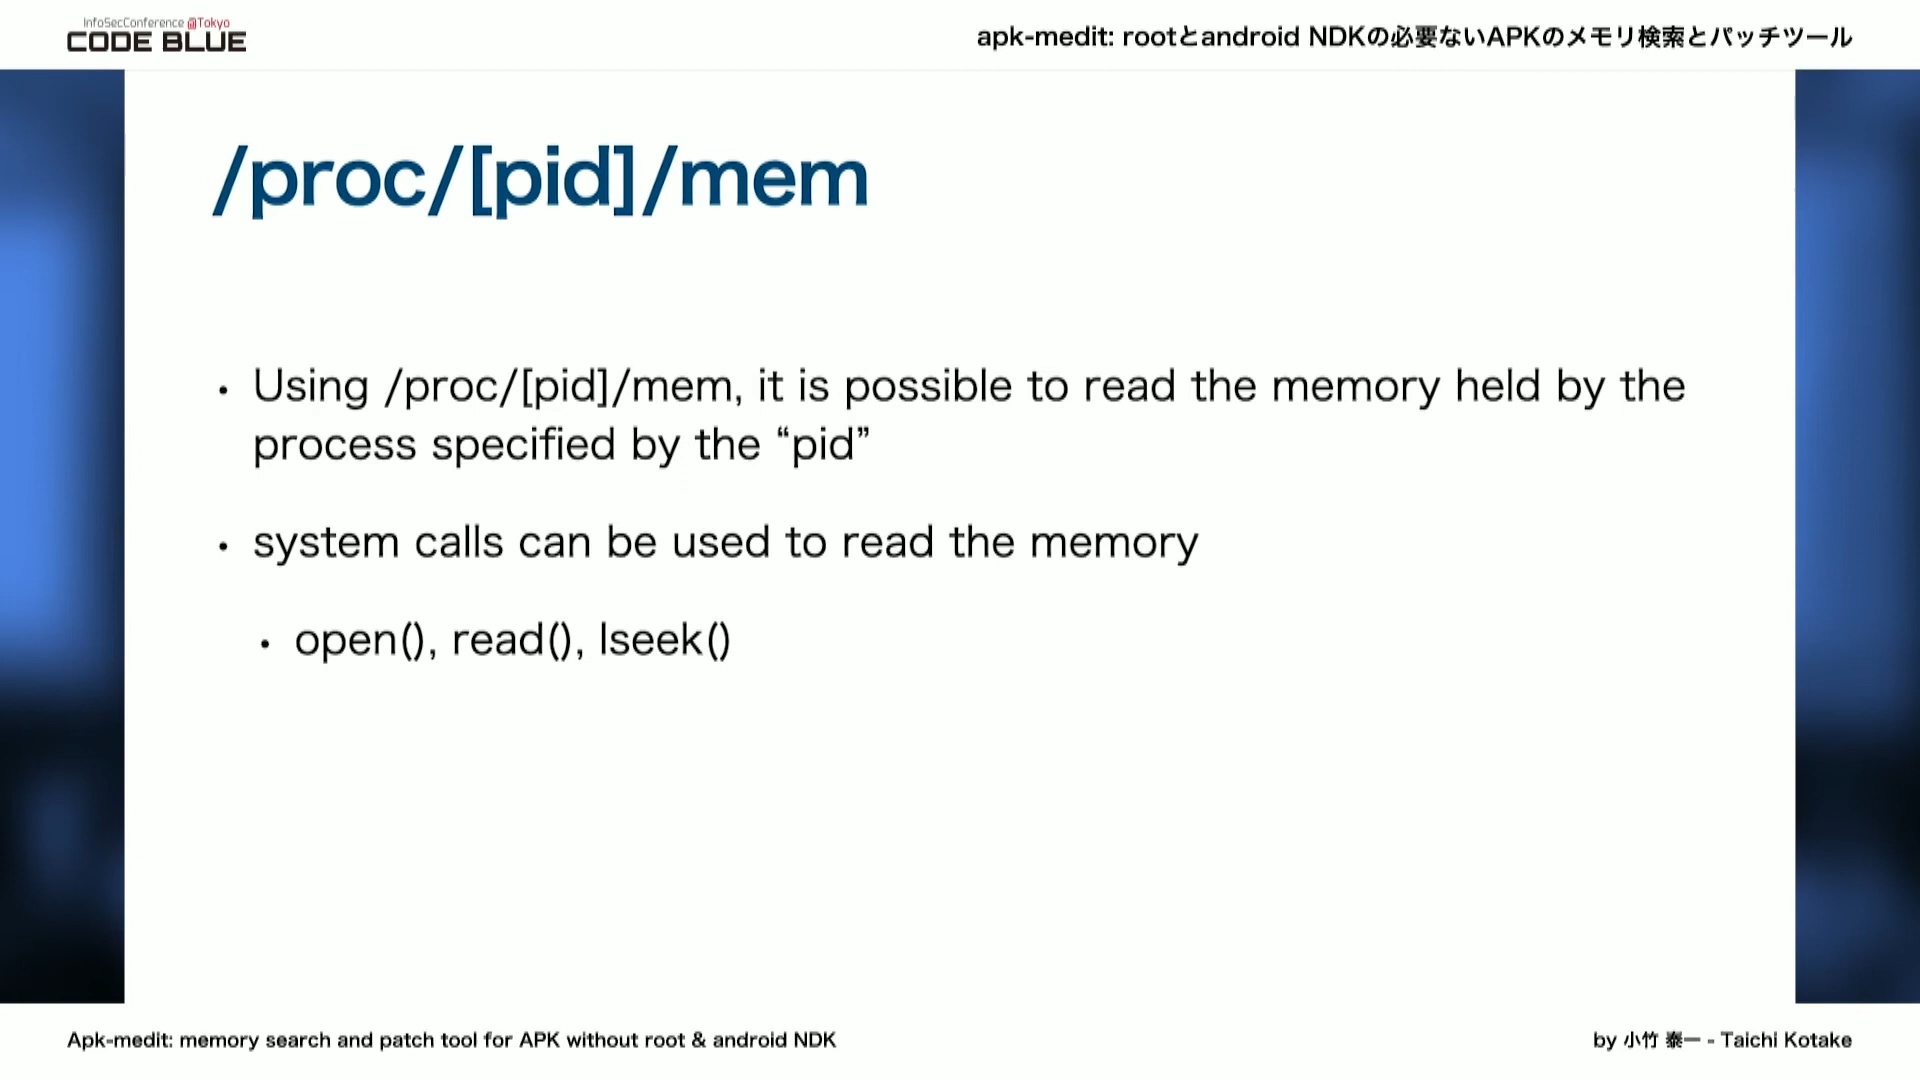 InfoSecConference @Tokyo
CODE BLUE
apk-medit: rootとandroid NDKの必要ないAPKのメモリ検索とパッチツール
/proc/[pid]/mem
• Using /proc/[pid]/mem, it is possible to read the memory held by the
process specified by the “pid”
• system calls can be used to read the memory
• open(), read(), lseek()
Apk-medit: memory search and patch tool for APK without root & android NDK
by 小竹 泰一 - Taichi Kotake